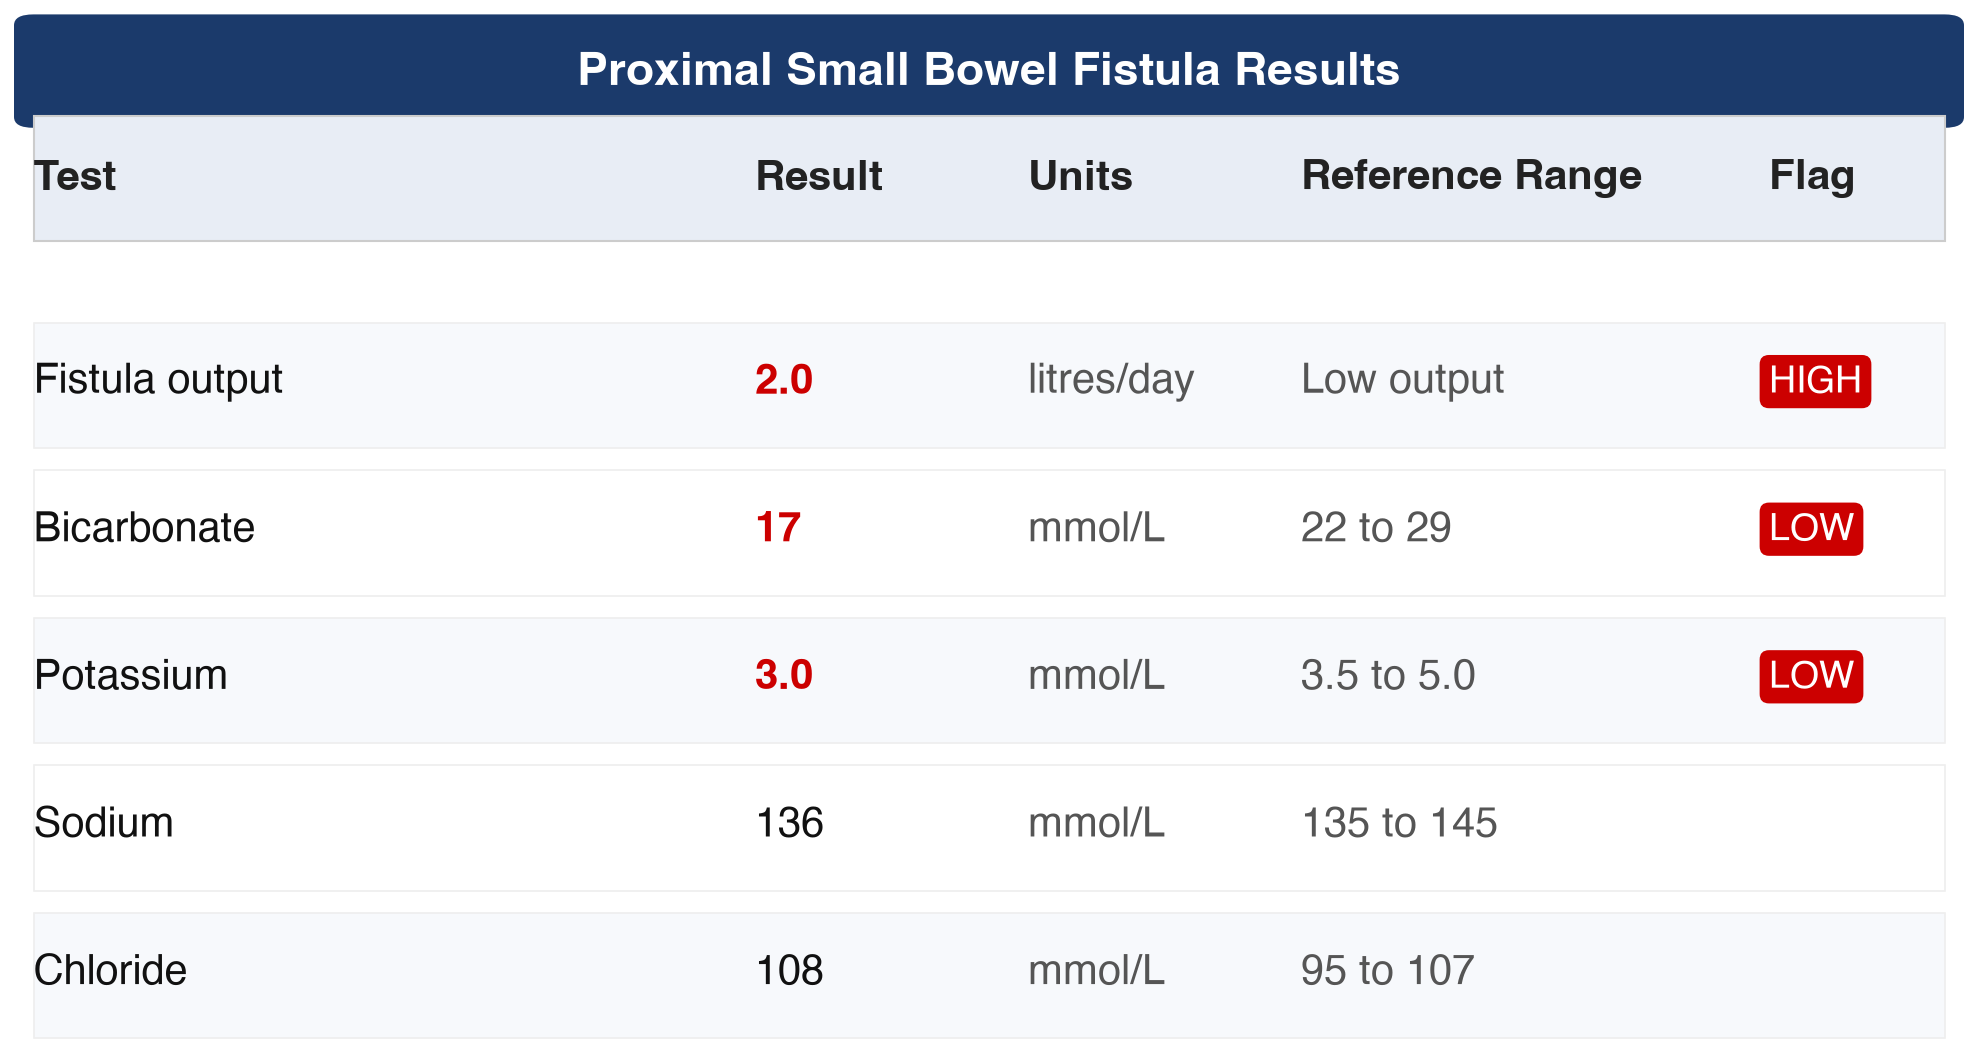 Proximal Small Bowel Fistula Results
Test Result Units Reference Range Flag
Fistula output 2.0 litres/day Low output HIGH
Bicarbonate 17 mmol/L 22 to 29 LOW
Potassium 3.0 mmol/L 3.5 to 5.0 LOW
Sodium 136 mmol/L 135 to 145
Chloride 108 mmol/L 95 to 107